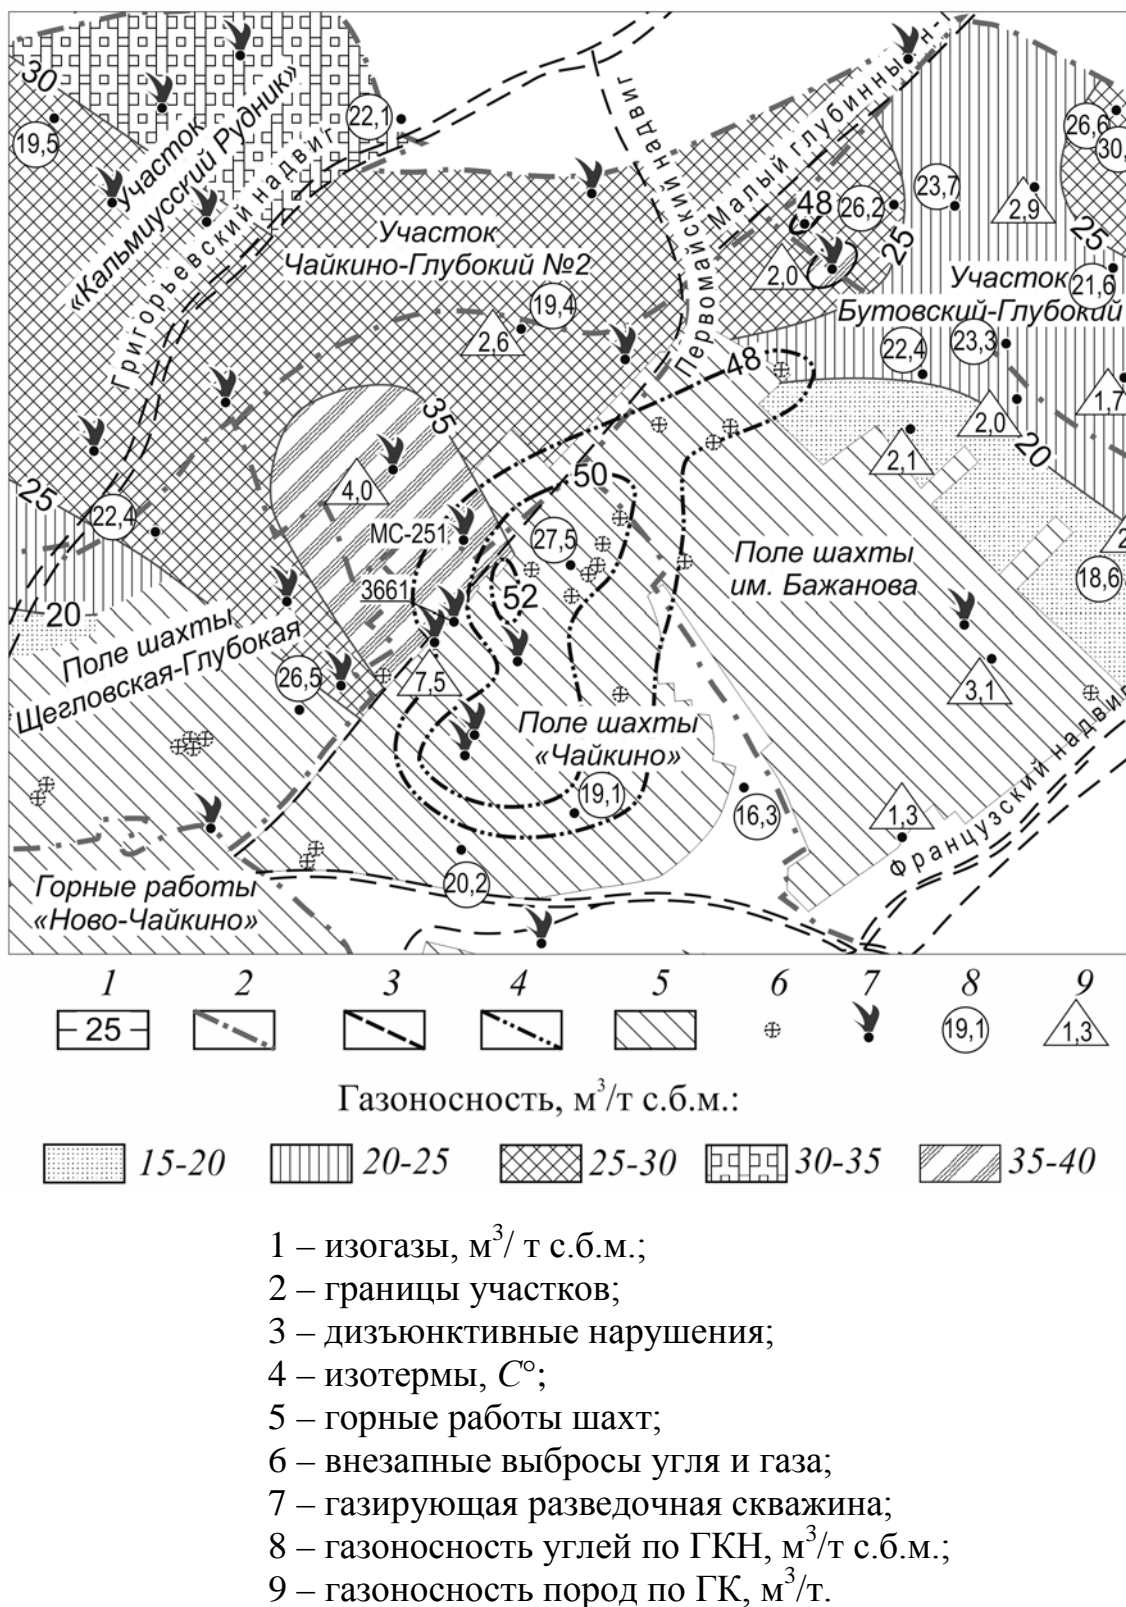 30
19,5
Участок
«Кальмиусский Рудник»
22,1
Григорьевский надвиг
Участок
Чайкино-Глубокий №2
19,4
2,6
Первомайский надвиг
Малый глубинный н-
48
26,2
2,0
25
23,7
2,9
26,6
30,
25
21,6
Участок
Бутовский-Глубокий
23,3
22,4
1,7
2,0
20
2,1
48
35
4,0
МС-251
3661
50
27,5
52
25
22,4
20
Поле шахты
Щегловская-Глубокая
26,5
7,5
Поле шахты
им. Бажанова
2
18,6
3,1
Поле шахты
«Чайкино»
19,1
16,3
1,3
Французский надвиг
20,2
Горные работы
«Ново-Чайкино»
1 2 3 4 5 6 7 8 9
25 19,1 1,3
Газоносность, м³/т с.б.м.:
15-20 20-25 25-30 30-35 35-40
1 – изогазы, м³/ т с.б.м.;
2 – границы участков;
3 – дизъюнктивные нарушения;
4 – изотермы, С°;
5 – горные работы шахт;
6 – внезапные выбросы угля и газа;
7 – газирующая разведочная скважина;
8 – газоносность углей по ГКН, м³/т с.б.м.;
9 – газоносность пород по ГК, м³/т.